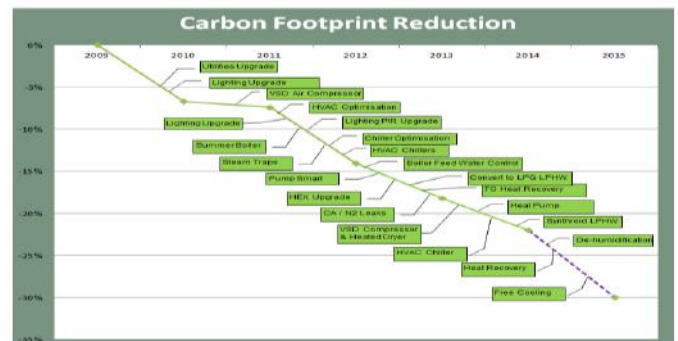 Carbon Footprint Reduction
0%
2009
2010
2011
2012
2013
2014
2015
Utilities Upgrade
-5%
Lighting Upgrade
VSD Air Compressor
HVAC Optimisation
Lighting Upgrade
Lighting PIR Upgrade
-10%
Chiller Optimisation
Summer Boiler
HVAC Chillers
Steam Traps
Boiler Feed Water Control
-15%
Pump Smart
Convert to LPG LPHW
TO Heat Recovery
HEX Upgrade
Heat Pump
CA / N2 Leaks
-20%
Synthroid LPHW
VSD Compressor
& Heated Dryer
De-humidification
HVAC Chiller
-25%
Heat Recovery
Free Cooling
-30%
-35%